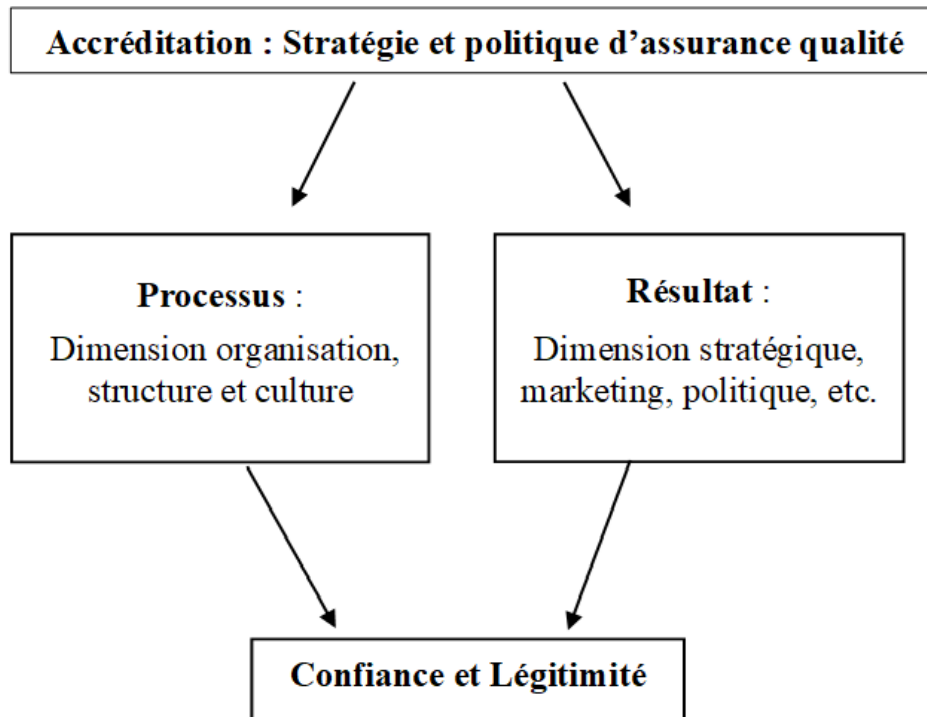 Accréditation : Stratégie et politique d’assurance qualité
Processus :
Dimension organisation,
structure et culture
Résultat :
Dimension stratégique,
marketing, politique, etc.
Confiance et Légitimité